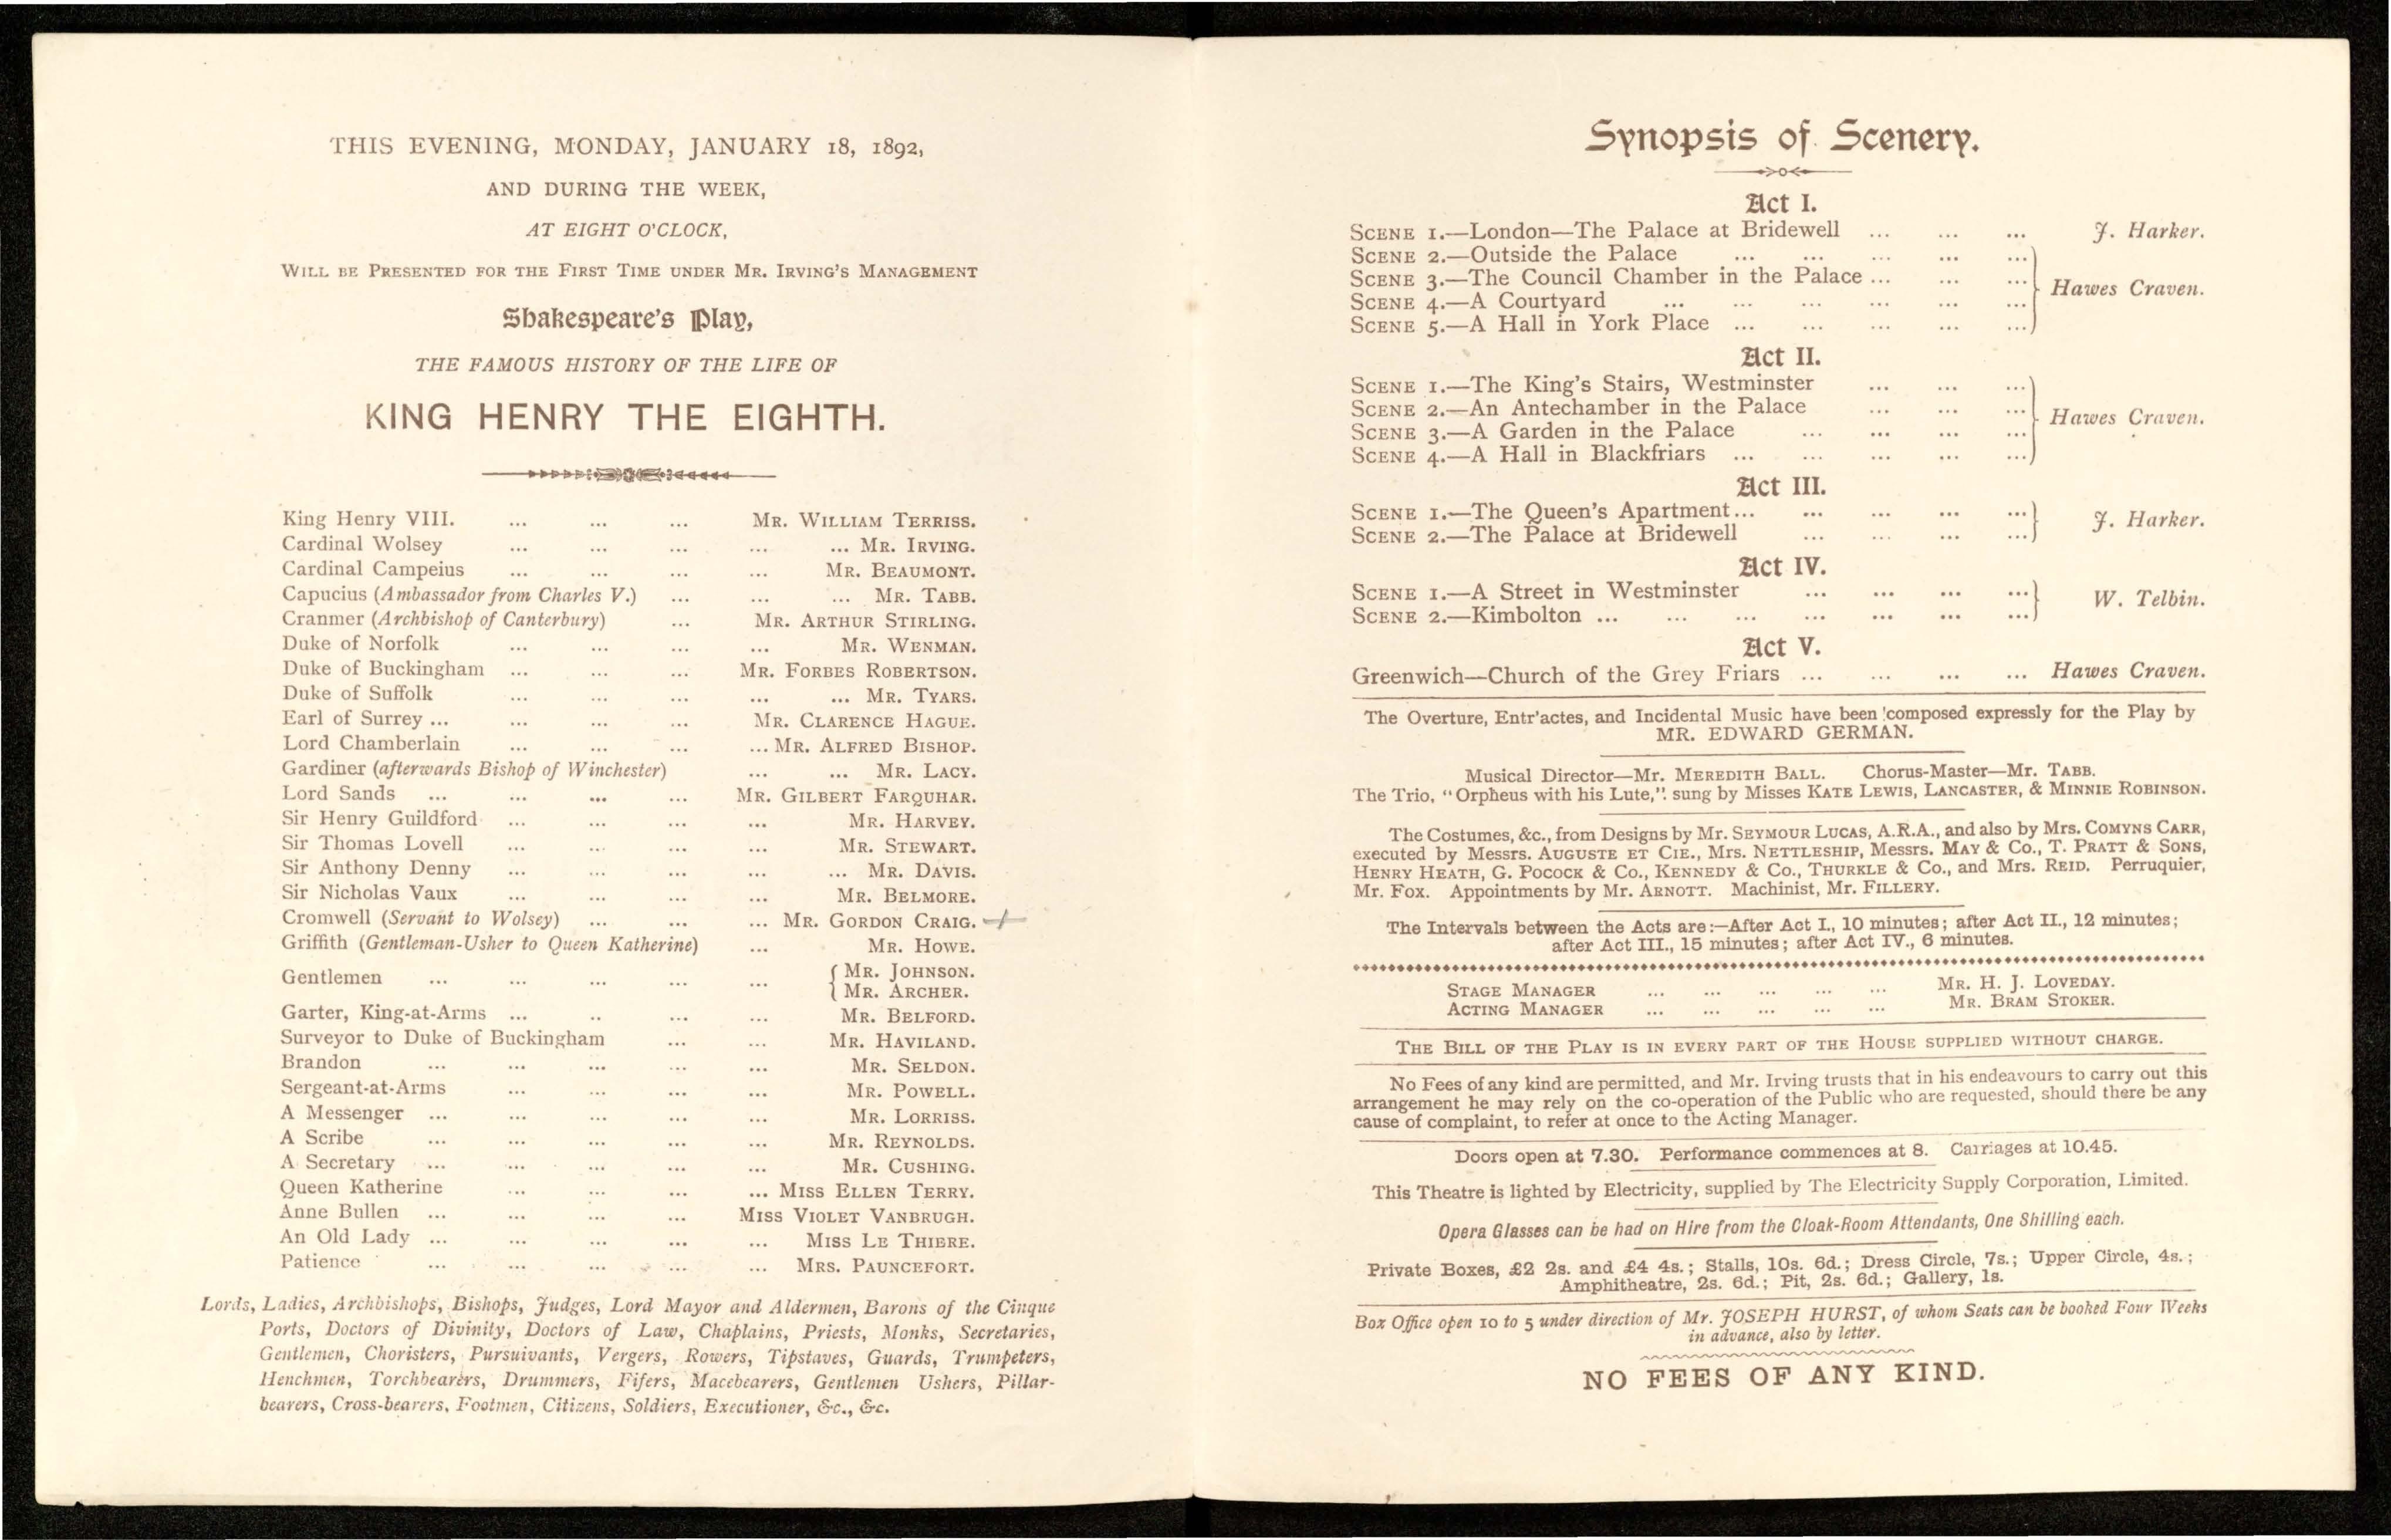 THIS EVENING, MONDAY, JANUARY 18, 1892,
AND DURING THE WEEK,
AT EIGHT O'CLOCK,
WILL BE PRESENTED FOR THE FIRST TIME UNDER MR. IRVING'S MANAGEMENT
Shakespeare's Play,
THE FAMOUS HISTORY OF THE LIFE OF
KING HENRY THE EIGHTH.
King Henry VIII. ... ... ... MR. WILLIAM TERRISS.
Cardinal Wolsey ... ... ... ... ... MR. IRVING.
Cardinal Campeius ... ... ... ... MR. BEAUMONT.
Capucius (Ambassador from Charles V.) ... ... ... MR. TABB.
Cranmer (Archbishop of Canterbury) ... MR. ARTHUR STIRLING.
Duke of Norfolk ... ... ... ... MR. WENMAN.
Duke of Buckingham ... ... ... MR. FORBES ROBERTSON.
Duke of Suffolk ... ... ... ... ... MR. TYARS.
Earl of Surrey ... ... ... ... MR. CLARENCE HAGUE.
Lord Chamberlain ... ... ... ... MR. ALFRED BISHOP.
Gardiner (afterwards Bishop of Winchester) ... ... MR. LACY.
Lord Sands ... ... ... ... MR. GILBERT FARQUHAR.
Sir Henry Guildford ... ... ... ... MR. HARVEY.
Sir Thomas Lovell ... ... ... ... MR. STEWART.
Sir Anthony Denny ... ... ... ... ... MR. DAVIS.
Sir Nicholas Vaux ... ... ... ... MR. BELMORE.
Cromwell (Servant to Wolsey) ... ... ... MR. GORDON CRAIG.
Griffith (Gentleman-Usher to Queen Katherine) ... MR. HOWE.
Gentlemen ... ... ... ... ... { MR. JOHNSON.
{ MR. ARCHER.
Garter, King-at-Arms ... .. ... ... MR. BELFORD.
Surveyor to Duke of Buckingham ... ... MR. HAVILAND.
Brandon ... ... ... ... ... MR. SELDON.
Sergeant-at-Arms ... ... ... ... MR. POWELL.
A Messenger ... ... ... ... ... MR. LORRISS.
A Scribe ... ... ... ... ... MR. REYNOLDS.
A Secretary ... ... ... ... ... MR. CUSHING.
Queen Katherine ... ... ... ... MISS ELLEN TERRY.
Anne Bullen ... ... ... ... MISS VIOLET VANBRUGH.
An Old Lady ... ... ... ... ... MISS LE THIERE.
Patience ... ... ... ... ... MRS. PAUNCEFORT.
Lords, Ladies, Archbishops, Bishops, Judges, Lord Mayor and Aldermen, Barons of the Cinque
Ports, Doctors of Divinity, Doctors of Law, Chaplains, Priests, Monks, Secretaries,
Gentlemen, Choristers, Pursuivants, Vergers, Rowers, Tipstaves, Guards, Trumpeters,
Henchmen, Torchbearers, Drummers, Fifers, Macebearers, Gentlemen Ushers, Pillar-
bearers, Cross-bearers, Footmen, Citizens, Soldiers, Executioner, &c., &c.
Synopsis of Scenery.
Act I.
SCENE 1.—London—The Palace at Bridewell ... ... ... J. Harker.
SCENE 2.—Outside the Palace ... ... ... ... ...
SCENE 3.—The Council Chamber in the Palace ... ... ... Hawes Craven.
SCENE 4.—A Courtyard ... ... ... ... ... ...
SCENE 5.—A Hall in York Place ... ... ... ... ...
Act II.
SCENE 1.—The King's Stairs, Westminster ... ... ...
SCENE 2.—An Antechamber in the Palace ... ... ... Hawes Craven.
SCENE 3.—A Garden in the Palace ... ... ... ...
SCENE 4.—A Hall in Blackfriars ... ... ... ... ...
Act III.
SCENE 1.—The Queen's Apartment ... ... ... ... ... J. Harker.
SCENE 2.—The Palace at Bridewell ... ... ... ...
Act IV.
SCENE 1.—A Street in Westminster ... ... ... ... W. Telbin.
SCENE 2.—Kimbolton ... ... ... ... ... ... ...
Act V.
Greenwich—Church of the Grey Friars ... ... ... ... Hawes Craven.
The Overture, Entr'actes, and Incidental Music have been composed expressly for the Play by
MR. EDWARD GERMAN.
Musical Director—Mr. MEREDITH BALL. Chorus-Master—Mr. TABB.
The Trio, "Orpheus with his Lute," sung by Misses KATE LEWIS, LANCASTER, & MINNIE ROBINSON.
The Costumes, &c., from Designs by Mr. SEYMOUR LUCAS, A.R.A., and also by Mrs. COMYNS CARR,
executed by Messrs. AUGUSTE ET CIE., Mrs. NETTLESHIP, Messrs. MAY & Co., T. PRATT & SONS,
HENRY HEATH, G. POCOCK & Co., KENNEDY & Co., THURKLE & Co., and Mrs. REID. Perruquier,
Mr. Fox. Appointments by Mr. ARNOTT. Machinist, Mr. FILLERY.
The Intervals between the Acts are:—After Act I., 10 minutes; after Act II., 12 minutes;
after Act III., 15 minutes; after Act IV., 6 minutes.
STAGE MANAGER ... ... ... ... ... MR. H. J. LOVEDAY.
ACTING MANAGER ... ... ... ... ... MR. BRAM STOKER.
THE BILL OF THE PLAY IS IN EVERY PART OF THE HOUSE SUPPLIED WITHOUT CHARGE.
No Fees of any kind are permitted, and Mr. Irving trusts that in his endeavours to carry out this
arrangement he may rely on the co-operation of the Public who are requested, should there be any
cause of complaint, to refer at once to the Acting Manager.
Doors open at 7.30. Performance commences at 8. Carriages at 10.45.
This Theatre is lighted by Electricity, supplied by The Electricity Supply Corporation, Limited.
Opera Glasses can be had on Hire from the Cloak-Room Attendants, One Shilling each.
Private Boxes, £2 2s. and £4 4s.; Stalls, 10s. 6d.; Dress Circle, 7s.; Upper Circle, 4s.;
Amphitheatre, 2s. 6d.; Pit, 2s. 6d.; Gallery, 1s.
Box Office open 10 to 5 under direction of Mr. JOSEPH HURST, of whom Seats can be booked Four Weeks
in advance, also by letter.
NO FEES OF ANY KIND.